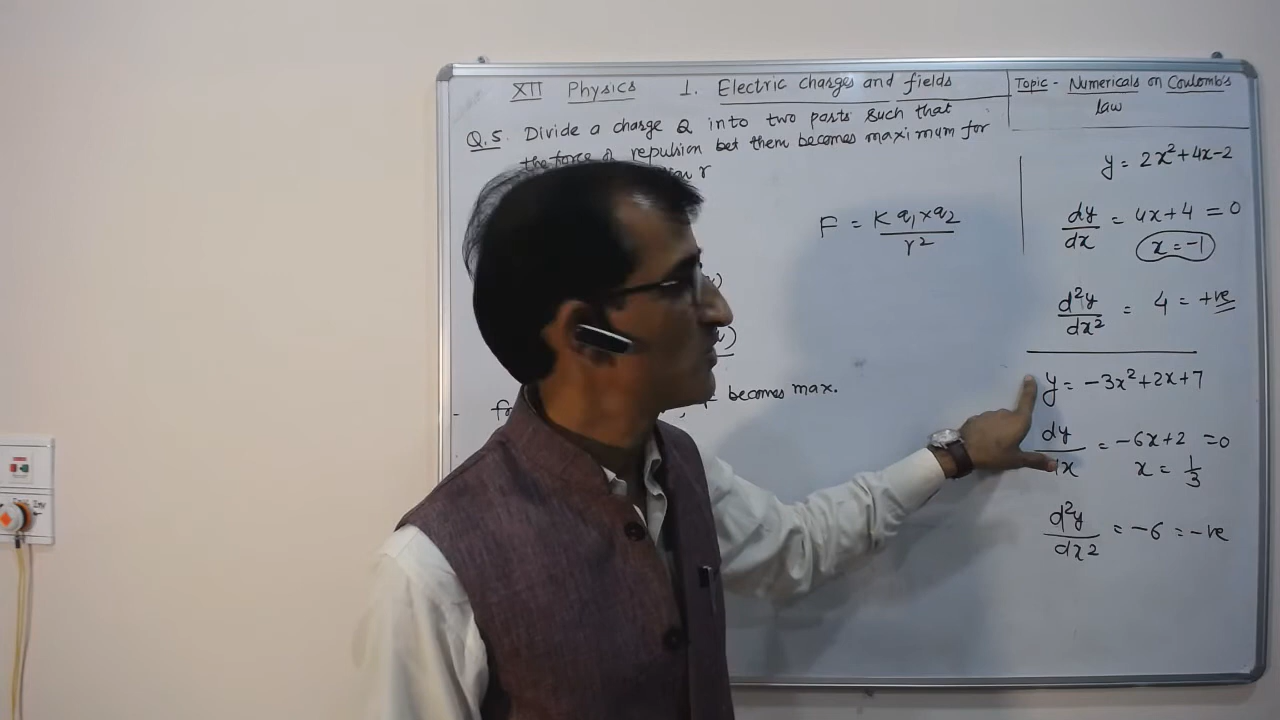 XII Physics 1. Electric charges and fields
Topic - Numericals on Coulomb's
Law
Q.5. Divide a charge Q into two parts such that
the force of repulsion bet them becomes maximum for
r
F = K q₁ × q₂ / r²
becomes max.
y = 2x² + 4x - 2
dy/dx = 4x + 4 = 0
x = -1
d²y/dx² = 4 = +ve
y = -3x² + 2x + 7
dy/dx = -6x + 2 = 0
x = 1/3
d²y/dx² = -6 = -ve